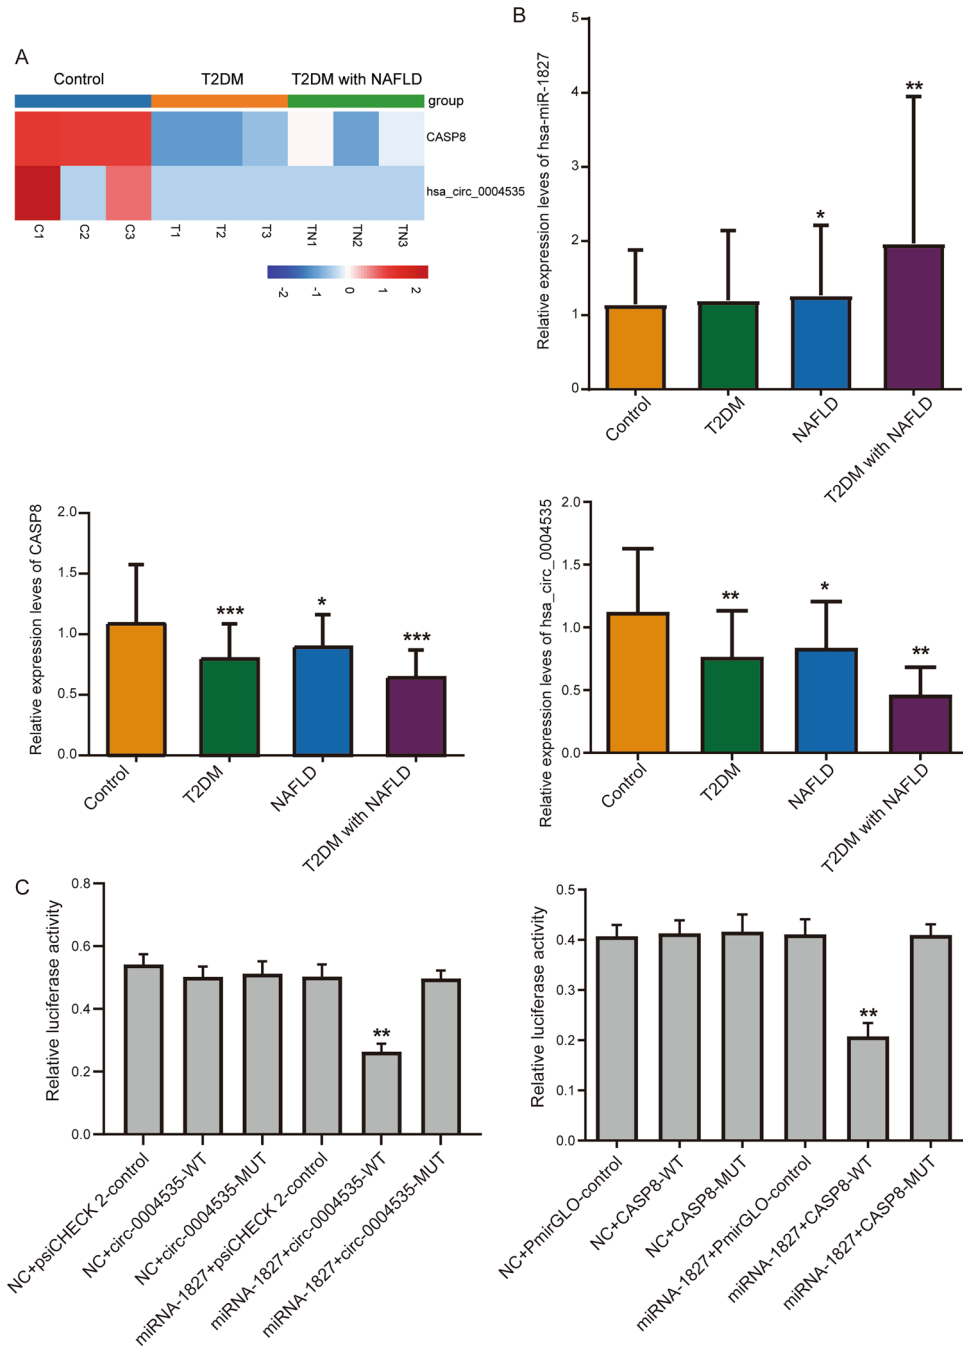 A
Control
T2DM
T2DM with NAFLD
group
CASP8
hsa_circ_0004535
C1
C2
C3
T1
T2
T3
TN1
TN2
TN3
-2
-1
0
1
2
B
Relative expression levels of hsa-miR-1827
5
4
3
2
1
0
*
**
Control
T2DM
NAFLD
T2DM with NAFLD
Relative expression levels of CASP8
2.0
1.5
1.0
0.5
0.0
***
*
***
Control
T2DM
NAFLD
T2DM with NAFLD
Relative expression levels of hsa_circ_0004535
2.0
1.5
1.0
0.5
0.0
**
*
**
Control
T2DM
NAFLD
T2DM with NAFLD
C
Relative luciferase activity
0.8
0.6
0.4
0.2
0.0
**
NC+psiCHECK 2-control
NC+circ-0004535-WT
NC+circ-0004535-MUT
miRNA-1827+psiCHECK 2-control
miRNA-1827+circ-0004535-WT
miRNA-1827+circ-0004535-MUT
Relative luciferase activity
0.5
0.4
0.3
0.2
0.1
0.0
**
NC+PmirGLO-control
NC+CASP8-WT
NC+CASP8-MUT
miRNA-1827+PmirGLO-control
miRNA-1827+CASP8-WT
miRNA-1827+CASP8-MUT